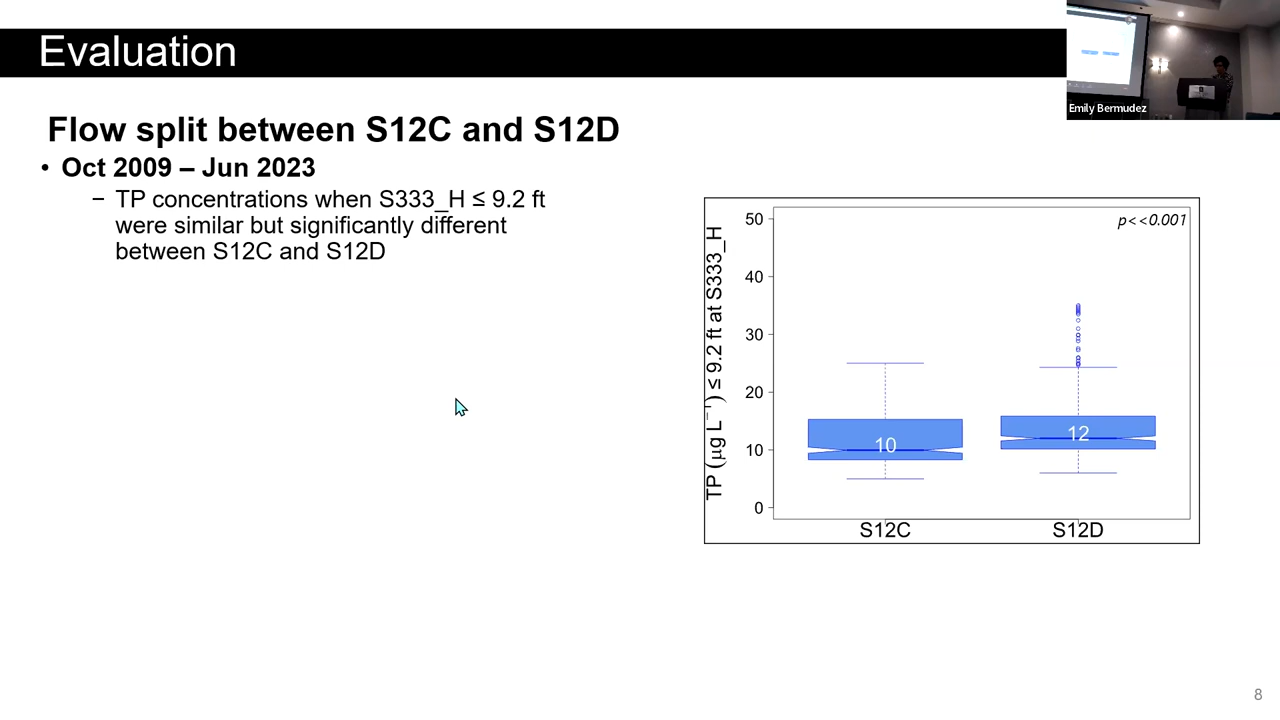 Evaluation
Emily Bermudez
Flow split between S12C and S12D
• Oct 2009 – Jun 2023
– TP concentrations when S333_H ≤ 9.2 ft
were similar but significantly different
between S12C and S12D
TP (μg L⁻¹) ≤ 9.2 ft at S333_H
p<<0.001
50
40
30
20
10
0
10
12
S12C
S12D
8